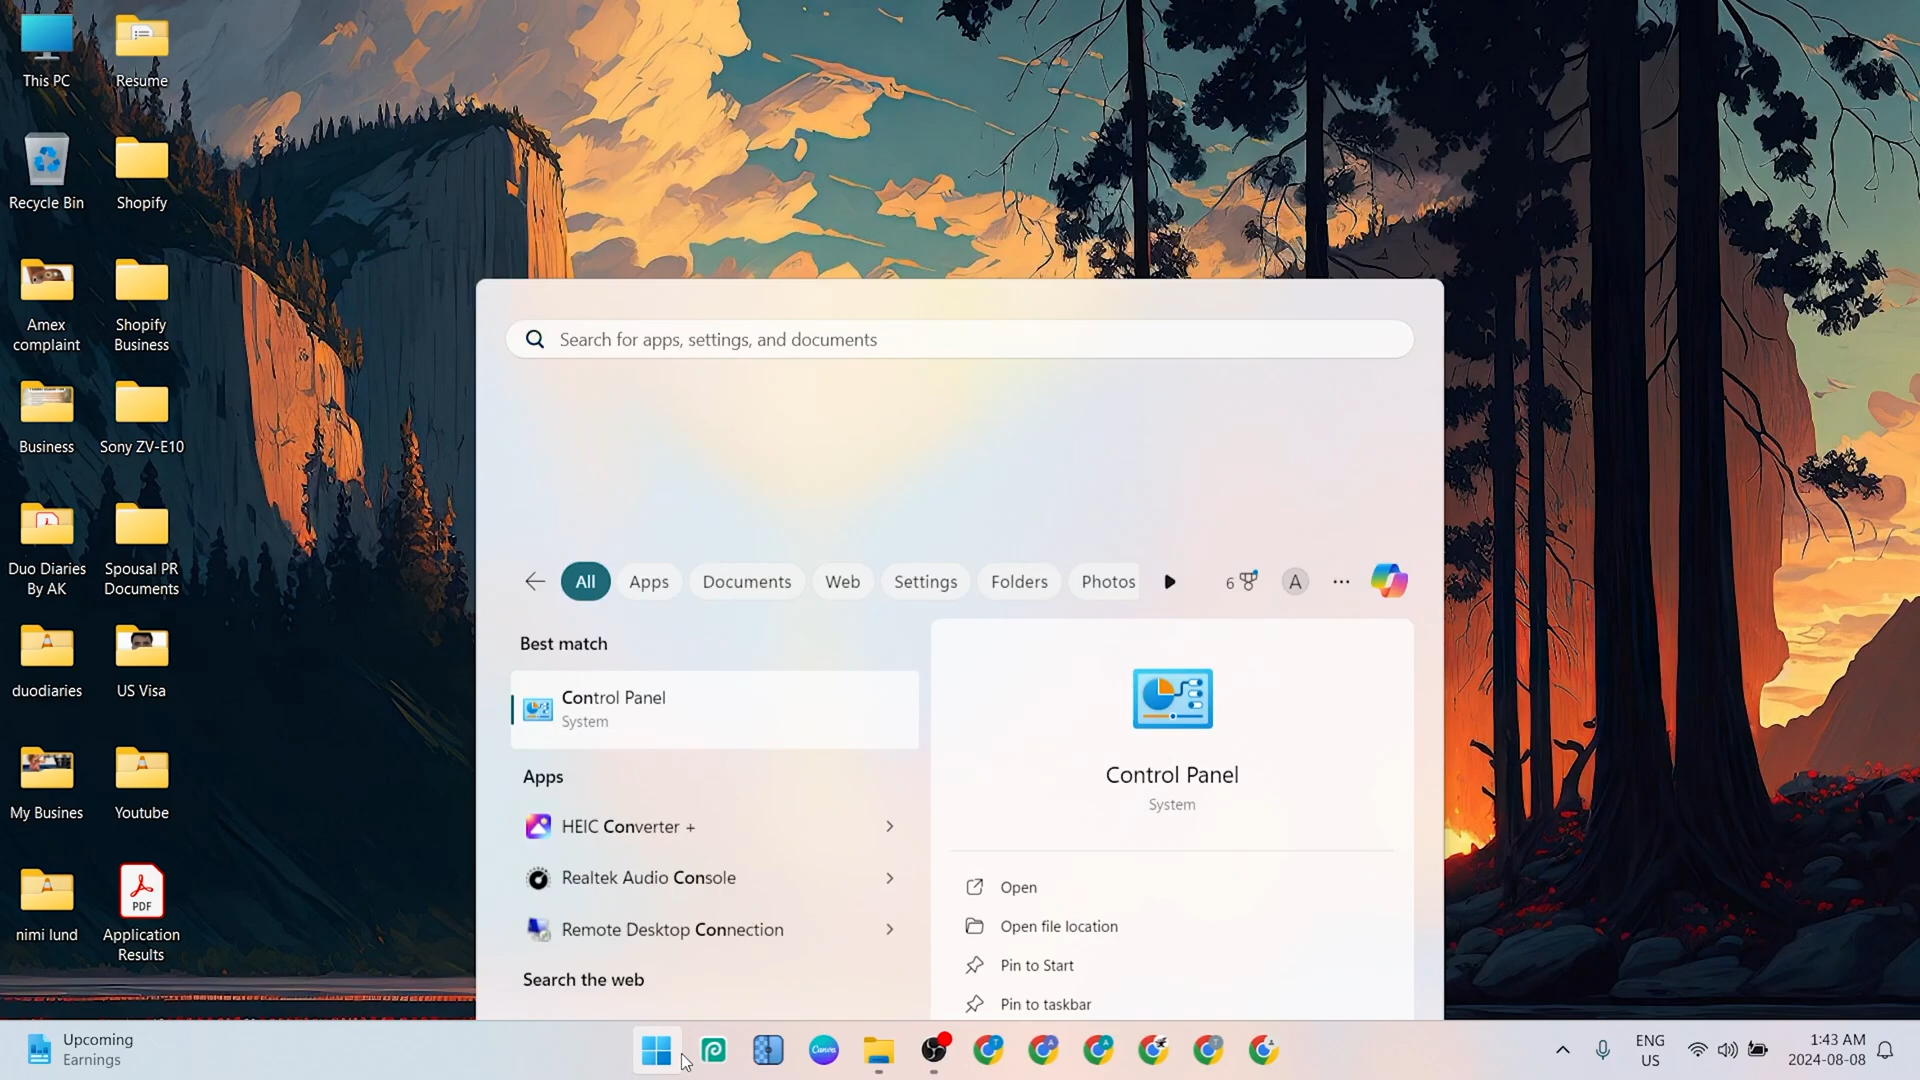 This PC
Resume
Recycle Bin
Shopify
Amex
complaint
Shopify
Business
Business
Sony ZV-E10
Duo Diaries
By AK
Spousal PR
Documents
duodiaries
US Visa
My Busines
Youtube
nimi lund
PDF
Application
Results
Search for apps, settings, and documents
All
Apps
Documents
Web
Settings
Folders
Photos
6
A
Best match
Control Panel
System
Apps
HEIC Converter +
Realtek Audio Console
Remote Desktop Connection
Search the web
Control Panel
System
Open
Open file location
Pin to Start
Pin to taskbar
Upcoming
Earnings
Canva
ENG
US
1:43 AM
2024-08-08